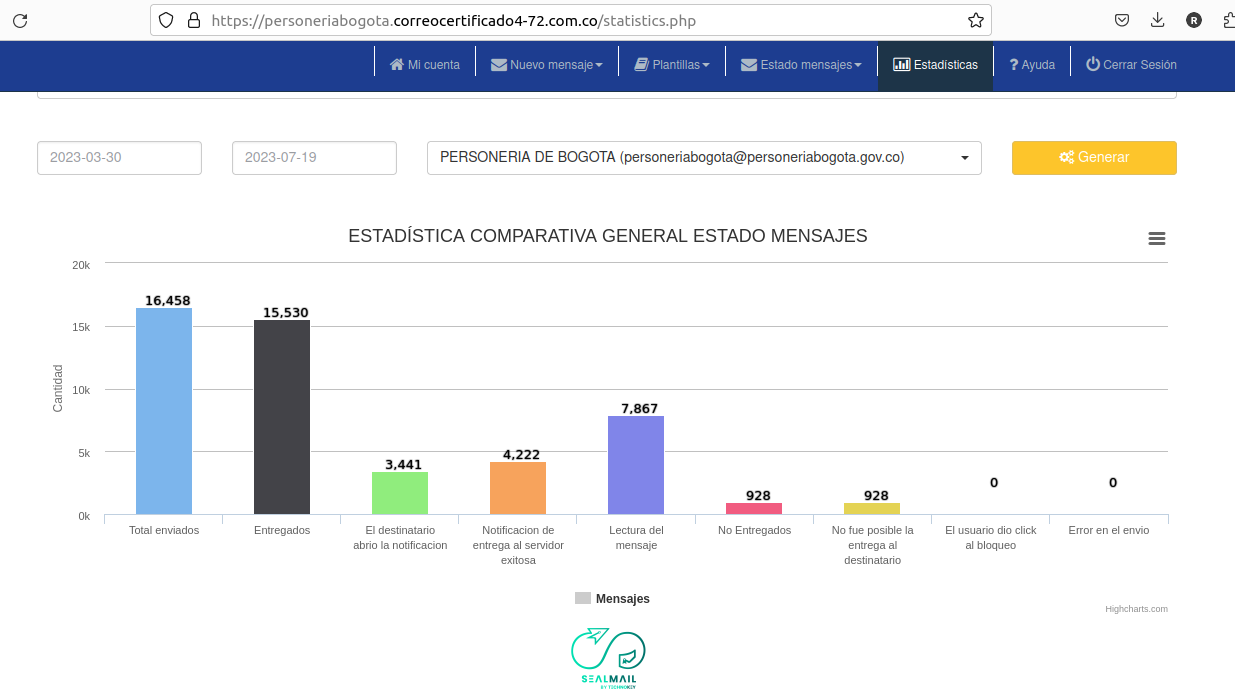 https://personeriabogota.correocertificado4-72.com.co/statistics.php
R
Mi cuenta Nuevo mensaje Plantillas Estado mensajes Estadísticas ? Ayuda Cerrar Sesión
2023-03-30 2023-07-19 PERSONERIA DE BOGOTA (personeriabogota@personeriabogota.gov.co) Generar
ESTADÍSTICA COMPARATIVA GENERAL ESTADO MENSAJES
Cantidad
20k
15k
10k
5k
0k
16,458
15,530
3,441
4,222
7,867
928
928
0
0
Total enviados
Entregados
El destinatario
abrio la notificacion
Notificacion de
entrega al servidor
exitosa
Lectura del
mensaje
No Entregados
No fue posible la
entrega al
destinatario
El usuario dio click
al bloqueo
Error en el envio
Mensajes
Highcharts.com
SEALMAIL
BY TECHNOKEY